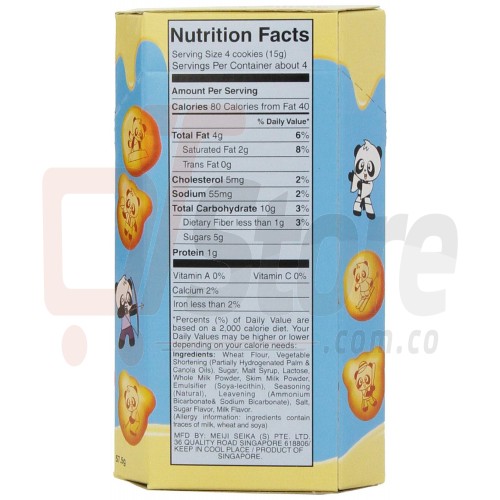 Nutrition Facts
Serving Size 4 cookies (15g)
Servings Per Container about 4
Amount Per Serving
Calories 80 Calories from Fat 40
% Daily Value*
Total Fat 4g 6%
Saturated Fat 2g 8%
Trans Fat 0g
Cholesterol 5mg 2%
Sodium 55mg 2%
Total Carbohydrate 10g 3%
Dietary Fiber less than 1g 3%
Sugars 5g
Protein 1g
Vitamin A 0% Vitamin C 0%
Calcium 2%
Iron less than 2%
*Percents (%) of Daily Value are
based on a 2,000 calorie diet. Your
Daily Values may be higher or lower
depending on your calorie needs:
Ingredients: Wheat Flour, Vegetable
Shortening (Partially Hydrogenated Palm &
Canola Oils), Sugar, Malt Syrup, Lactose,
Whole Milk Powder, Skim Milk Powder,
Emulsifier (Soya-lecithin), Seasoning
(Natural), Leavening (Ammonium
Bicarbonate& Sodium Bicarbonate), Salt,
Sugar Flavor, Milk Flavor.
(Allergy information: ingredients contain
traces of milk, wheat and soya)
MFD BY: MEIJI SEIKA (S) PTE. LTD.
36 QUALITY ROAD SINGAPORE 618806/
KEEP IN COOL PLACE / PRODUCT OF
SINGAPORE.
Store
.com.co